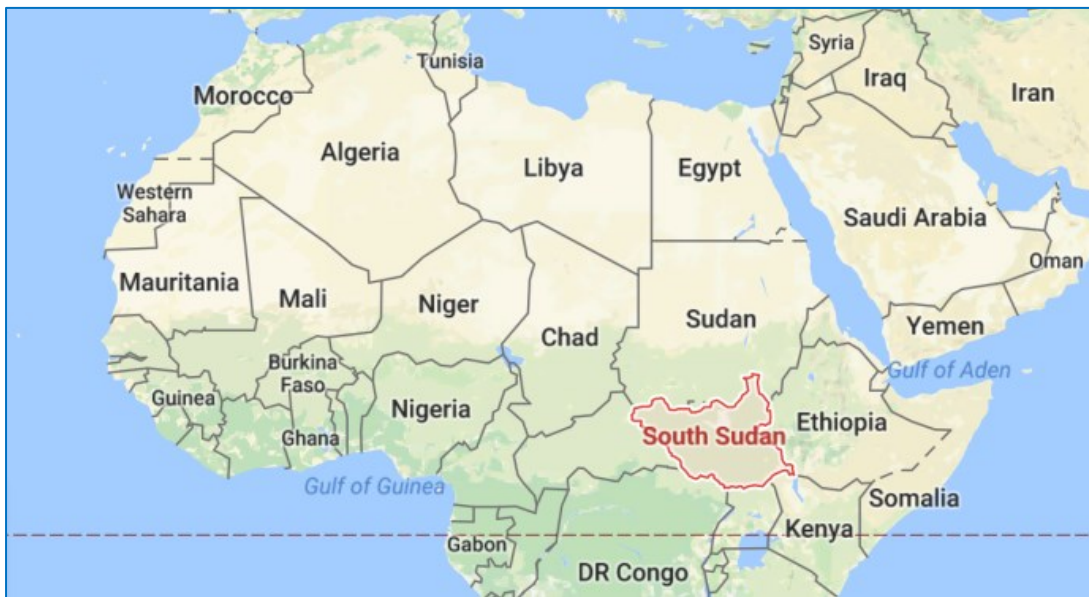 Syria
Tunisia
Iraq
Iran
Morocco
Algeria
Libya
Egypt
Western
Sahara
Saudi Arabia
Oman
Mauritania
Mali
Niger
Chad
Sudan
Yemen
Gulf of Aden
Burkina
Faso
Guinea
Nigeria
Ethiopia
Ghana
South Sudan
Gulf of Guinea
Somalia
Kenya
Gabon
DR Congo